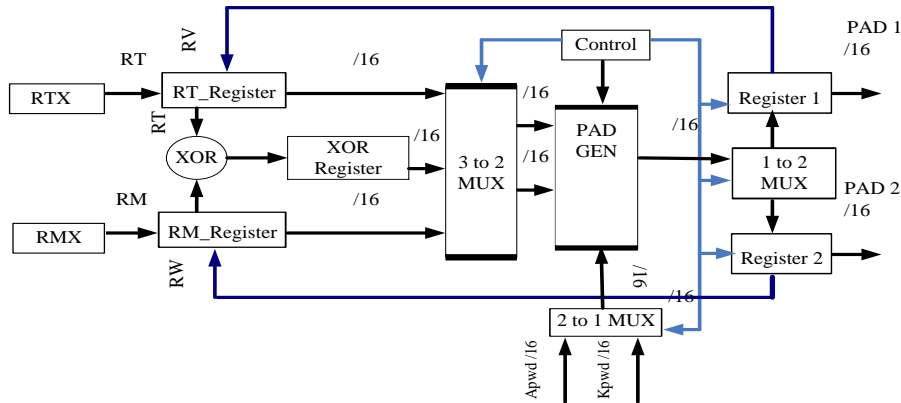 PAD 1
/16
RV
RT
/16
Control
RTX
RT_Register
/16
Register 1
RT
/16
/16
PAD
GEN
XOR
XOR
Register
3 to 2
MUX
/16
1 to 2
MUX
RM
/16
PAD 2
/16
RMX
RM_Register
RW
Register 2
/16
/16
2 to 1 MUX
Apwd /16
Kpwd /16